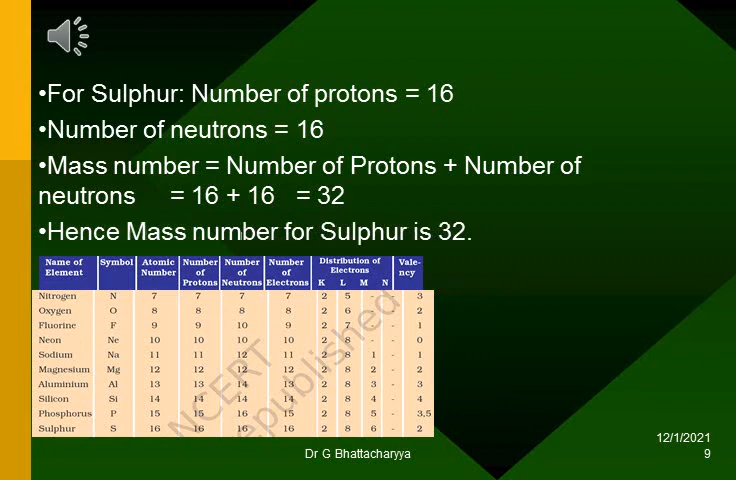 •For Sulphur: Number of protons = 16
•Number of neutrons = 16
•Mass number = Number of Protons + Number of
neutrons = 16 + 16 = 32
•Hence Mass number for Sulphur is 32.
Name of Element Symbol Atomic Number Number of Protons Number of Neutrons Number of Electrons Distribution of Electrons K L M N Vale-ncy
Nitrogen N 7 7 7 7 2 5 - - 3
Oxygen O 8 8 8 8 2 6 - - 2
Fluorine F 9 9 10 9 2 7 - - 1
Neon Ne 10 10 10 10 2 8 - - 0
Sodium Na 11 11 12 11 2 8 1 - 1
Magnesium Mg 12 12 12 12 2 8 2 - 2
Aluminium Al 13 13 14 13 2 8 3 - 3
Silicon Si 14 14 14 14 2 8 4 - 4
Phosphorus P 15 15 16 15 2 8 5 - 3,5
Sulphur S 16 16 16 16 2 8 6 - 2
NCERT
republished
12/1/2021
Dr G Bhattacharyya 9